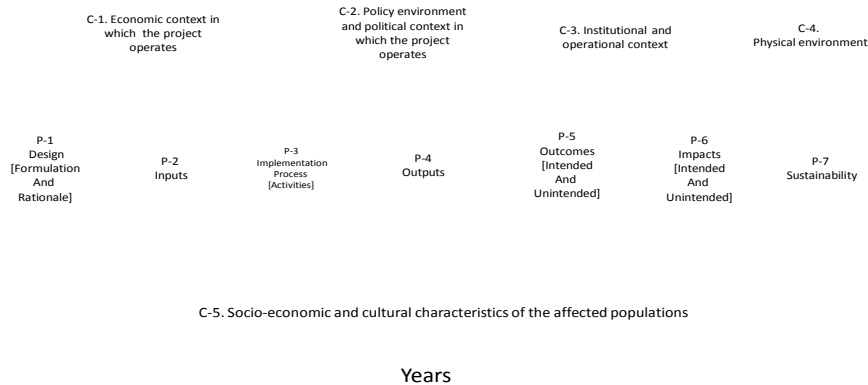 C-1. Economic context in
which the project
operates
C-2. Policy environment
and political context in
which the project
operates
C-3. Institutional and
operational context
C-4.
Physical environment
P-1
Design
[Formulation
And
Rationale]
P-2
Inputs
P-3
Implementation
Process
[Activities]
P-4
Outputs
P-5
Outcomes
[Intended
And
Unintended]
P-6
Impacts
[Intended
And
Unintended]
P-7
Sustainability
C-5. Socio-economic and cultural characteristics of the affected populations
Years